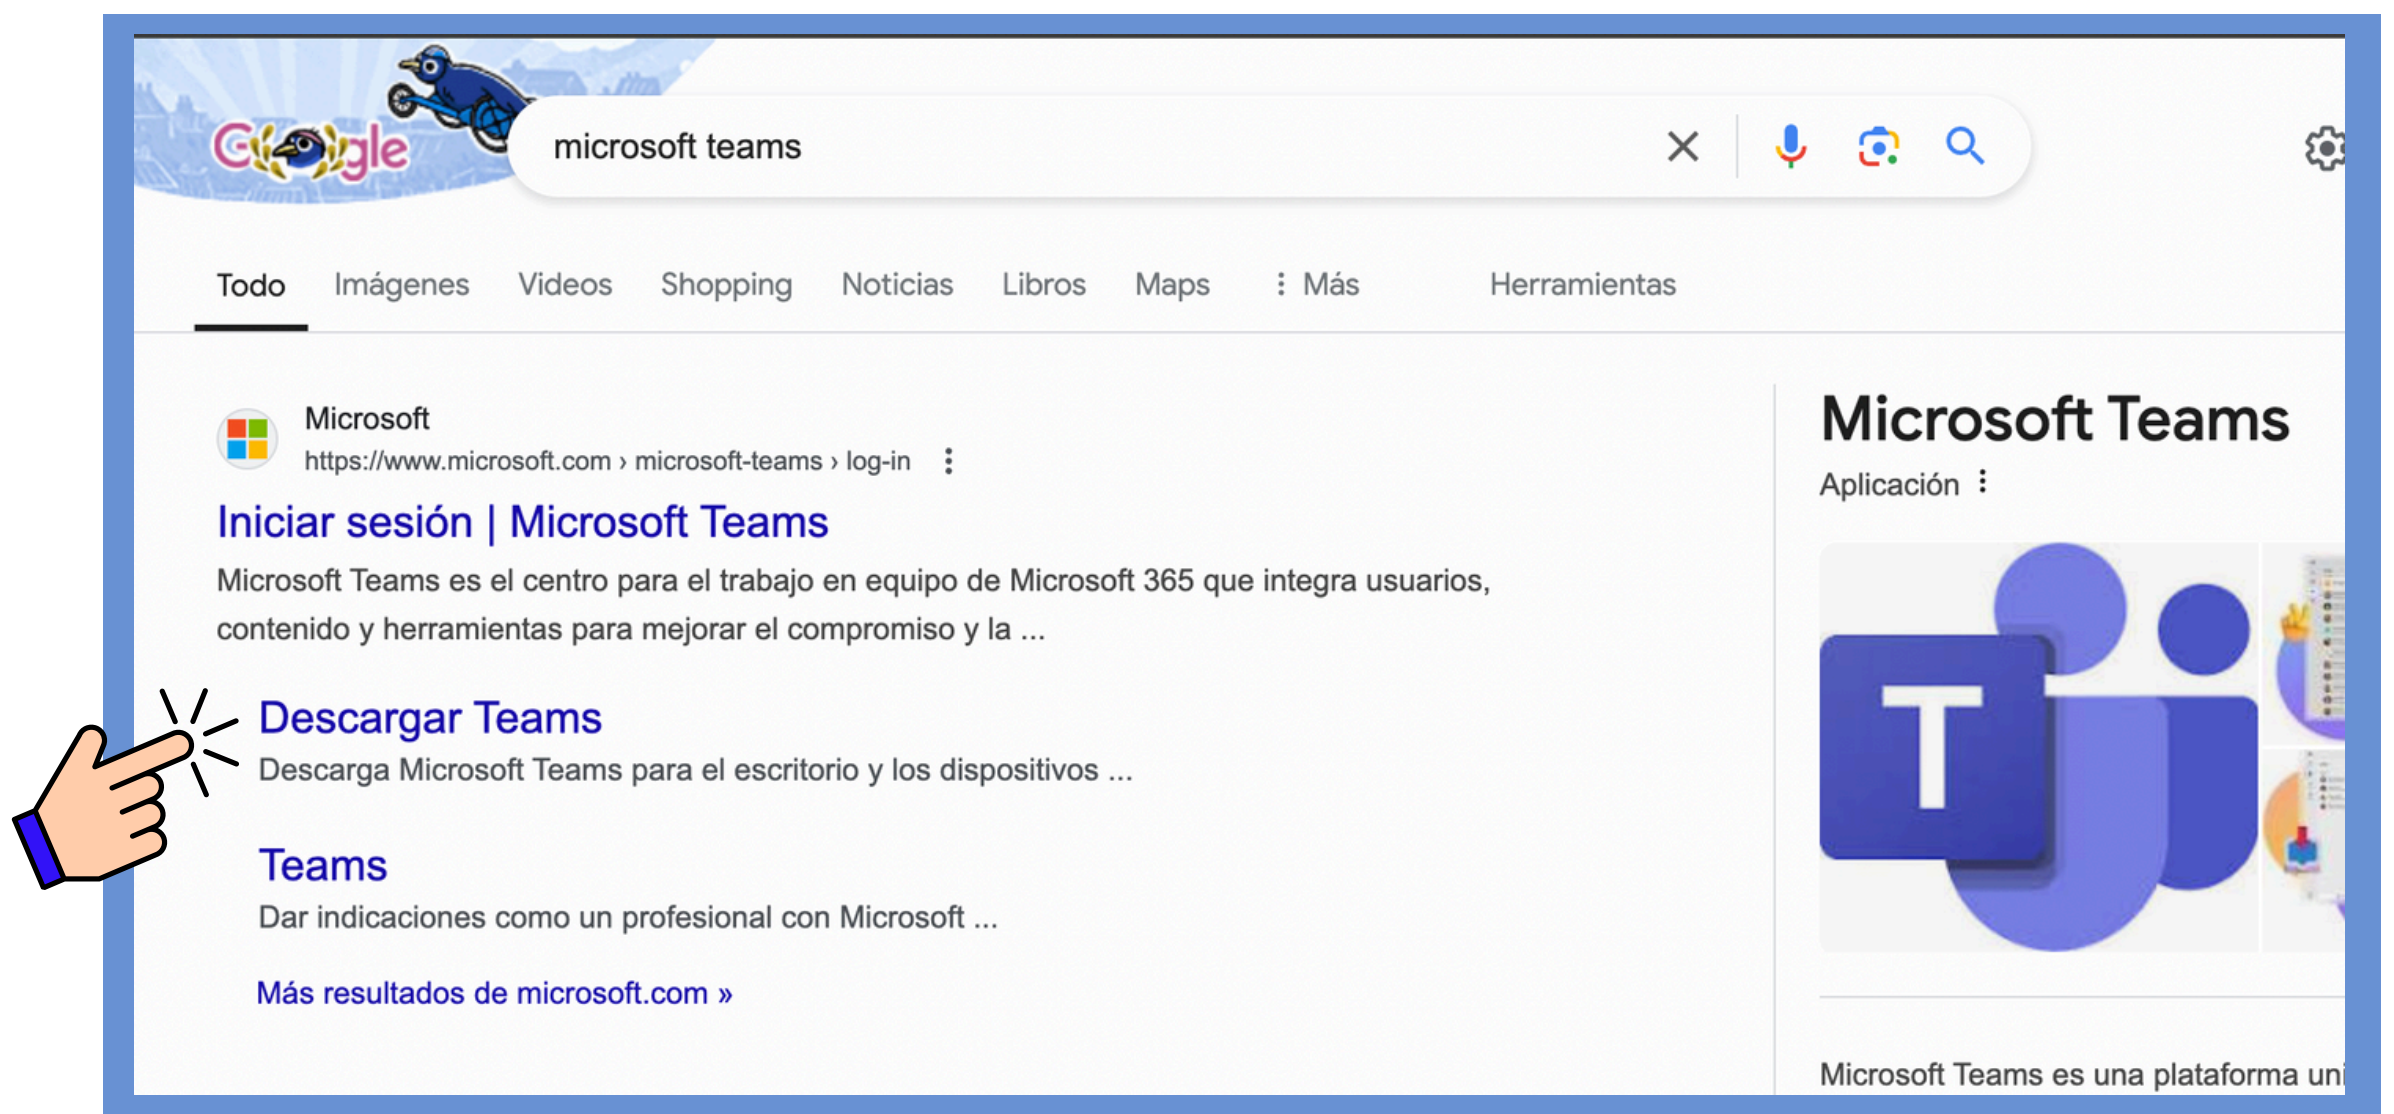 Google
microsoft teams
Todo Imágenes Videos Shopping Noticias Libros Maps Más Herramientas
Microsoft
https://www.microsoft.com › microsoft-teams › log-in
Iniciar sesión | Microsoft Teams
Microsoft Teams es el centro para el trabajo en equipo de Microsoft 365 que integra usuarios,
contenido y herramientas para mejorar el compromiso y la ...
Descargar Teams
Descarga Microsoft Teams para el escritorio y los dispositivos ...
Teams
Dar indicaciones como un profesional con Microsoft ...
Más resultados de microsoft.com »
Microsoft Teams
Aplicación
T
Microsoft Teams es una plataforma uni